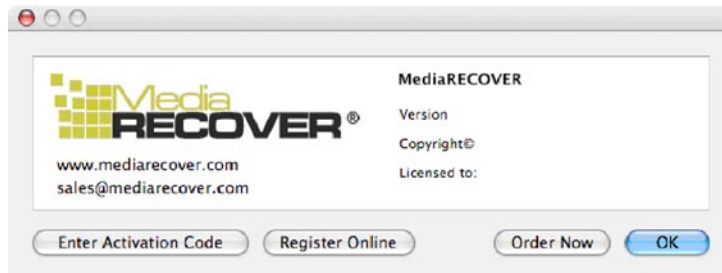 Media
RECOVER®
www.mediarecover.com
sales@mediarecover.com
MediaRECOVER
Version
Copyright©
Licensed to:
Enter Activation Code
Register Online
Order Now
OK